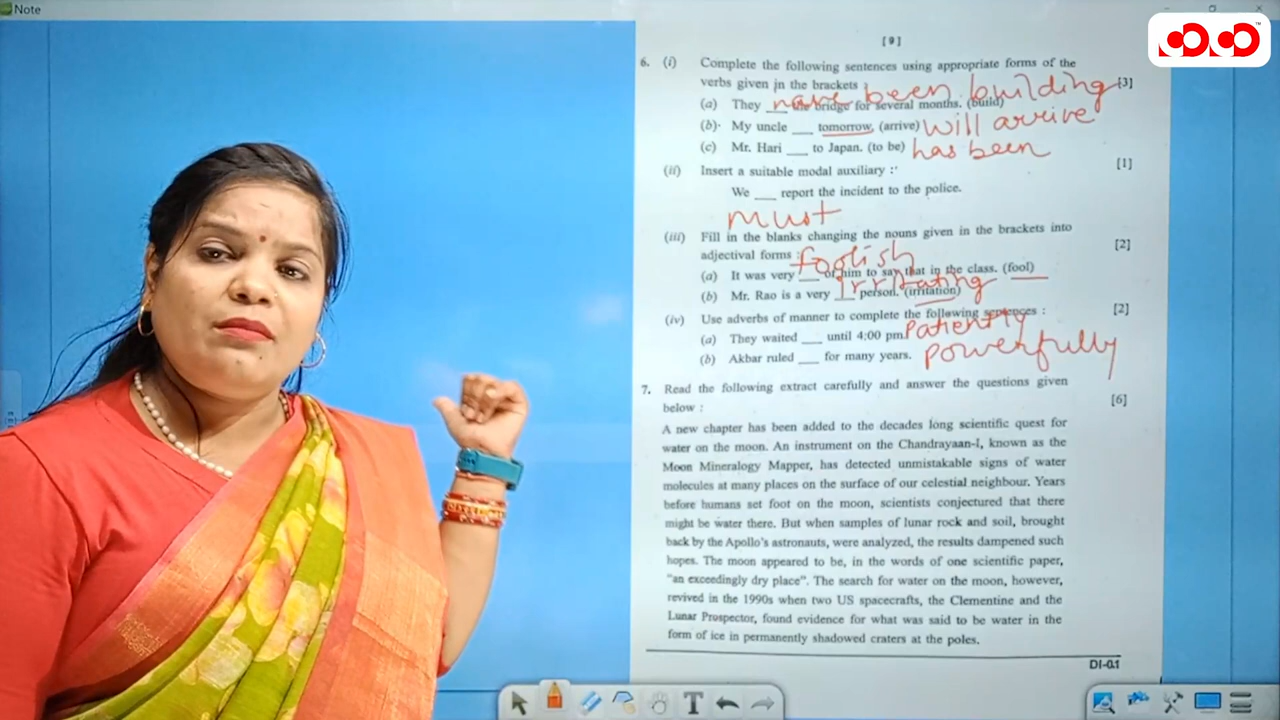 Note
[9]
6. (i) Complete the following sentences using appropriate forms of the
verbs given in the brackets [3]
have been building
(a) They ___ the bridge for several months. (build)
(b) My uncle ___ tomorrow, (arrive) will arrive
(c) Mr. Hari ___ to Japan. (to be) has been
(ii) Insert a suitable modal auxiliary : [1]
We ___ report the incident to the police.
must
(iii) Fill in the blanks changing the nouns given in the brackets into
adjectival forms : [2]
foolish
(a) It was very ___ of him to say that in the class. (fool)
irritating
(b) Mr. Rao is a very ___ person. (irritation)
(iv) Use adverbs of manner to complete the following sentences : [2]
(a) They waited ___ until 4:00 pm. Patiently
(b) Akbar ruled ___ for many years. powerfully
7. Read the following extract carefully and answer the questions given
below : [6]
A new chapter has been added to the decades long scientific quest for
water on the moon. An instrument on the Chandrayaan-I, known as the
Moon Mineralogy Mapper, has detected unmistakable signs of water
molecules at many places on the surface of our celestial neighbour. Years
before humans set foot on the moon, scientists conjectured that there
might be water there. But when samples of lunar rock and soil, brought
back by the Apollo's astronauts, were analyzed, the results dampened such
hopes. The moon appeared to be, in the words of one scientific paper,
"an exceedingly dry place". The search for water on the moon, however,
revived in the 1990s when two US spacecrafts, the Clementine and the
Lunar Prospector, found evidence for what was said to be water in the
form of ice in permanently shadowed craters at the poles.
DI-01